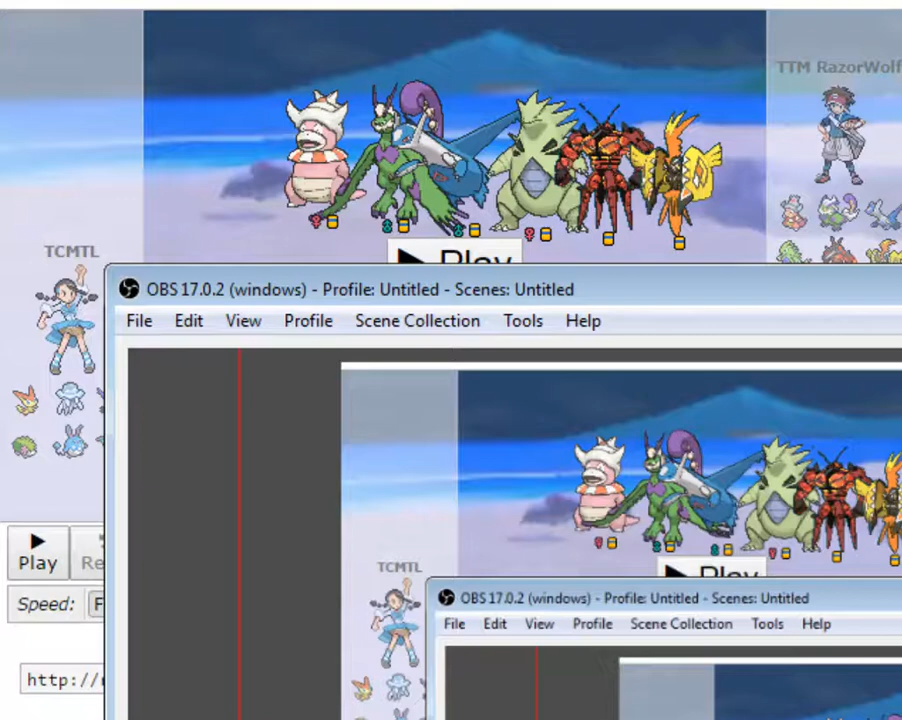 TTM RazorWolf
TCMTL
▶ Play
OBS 17.0.2 (windows) - Profile: Untitled - Scenes: Untitled
File Edit View Profile Scene Collection Tools Help
TCMTL
▶ Play
OBS 17.0.2 (windows) - Profile: Untitled - Scenes: Untitled
File Edit View Profile Scene Collection Tools Help
Play
Re
Speed: F
http://